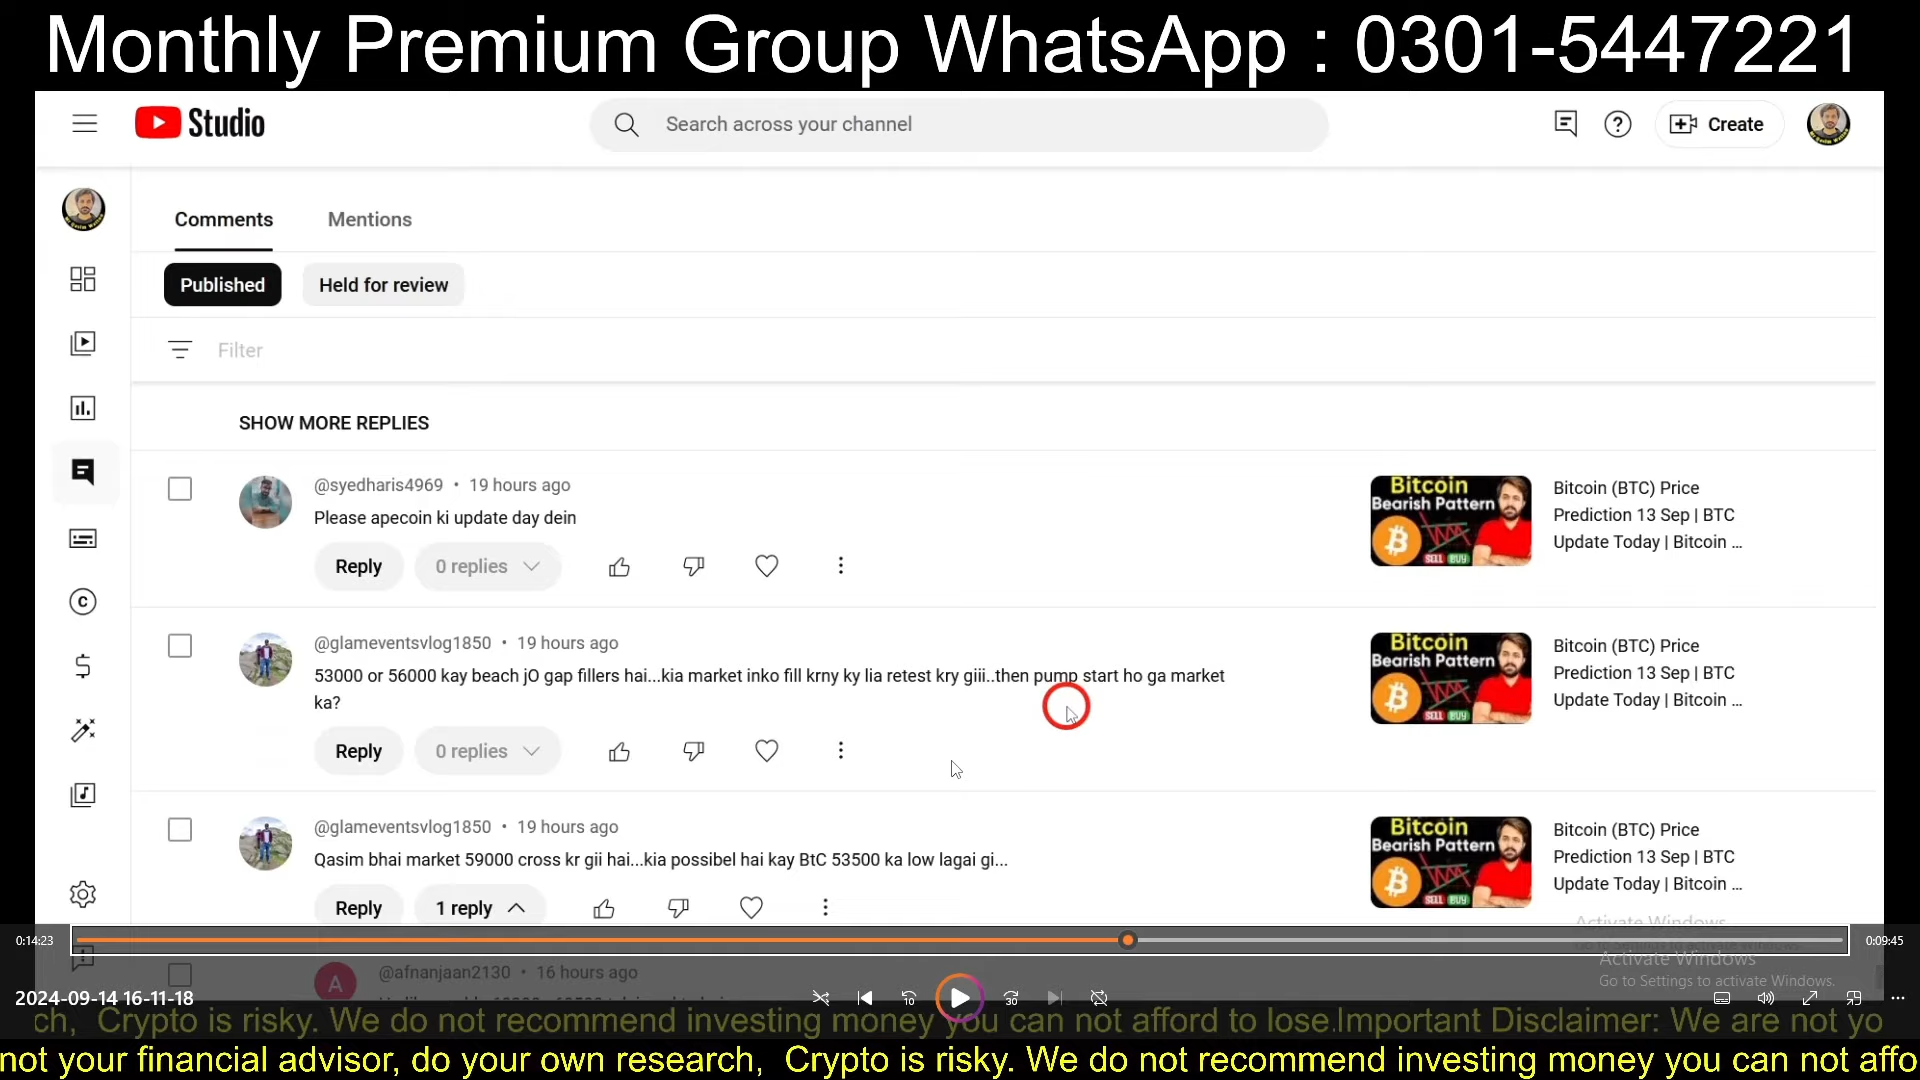 Monthly Premium Group WhatsApp : 0301-5447221
Studio
Search across your channel
Create
Comments
Mentions
Published
Held for review
Filter
SHOW MORE REPLIES
@syedharis4969 • 19 hours ago
Please apecoin ki update day dein
Reply
0 replies
Bitcoin
Bearish Pattern
SELL BUY
Bitcoin (BTC) Price
Prediction 13 Sep | BTC
Update Today | Bitcoin ...
@glameventsvlog1850 • 19 hours ago
53000 or 56000 kay beach jO gap fillers hai...kia market inko fill krny ky lia retest kry giii..then pump start ho ga market
ka?
Reply
0 replies
Bitcoin
Bearish Pattern
SELL BUY
Bitcoin (BTC) Price
Prediction 13 Sep | BTC
Update Today | Bitcoin ...
@glameventsvlog1850 • 19 hours ago
Qasim bhai market 59000 cross kr gii hai...kia possibel hai kay BtC 53500 ka low lagai gi...
Reply
1 reply
Bitcoin
Bearish Pattern
SELL BUY
Bitcoin (BTC) Price
Prediction 13 Sep | BTC
Update Today | Bitcoin ...
Activate Windows
0:14:23
0:09:45
Activate Windows
Go to Settings to activate Windows.
A
@afnanjaan2130 • 16 hours ago
2024-09-14 16-11-18
10
30
ch, Crypto is risky. We do not recommend investing money you can not afford to lose.Important Disclaimer: We are not yo
not your financial advisor, do your own research, Crypto is risky. We do not recommend investing money you can not affo